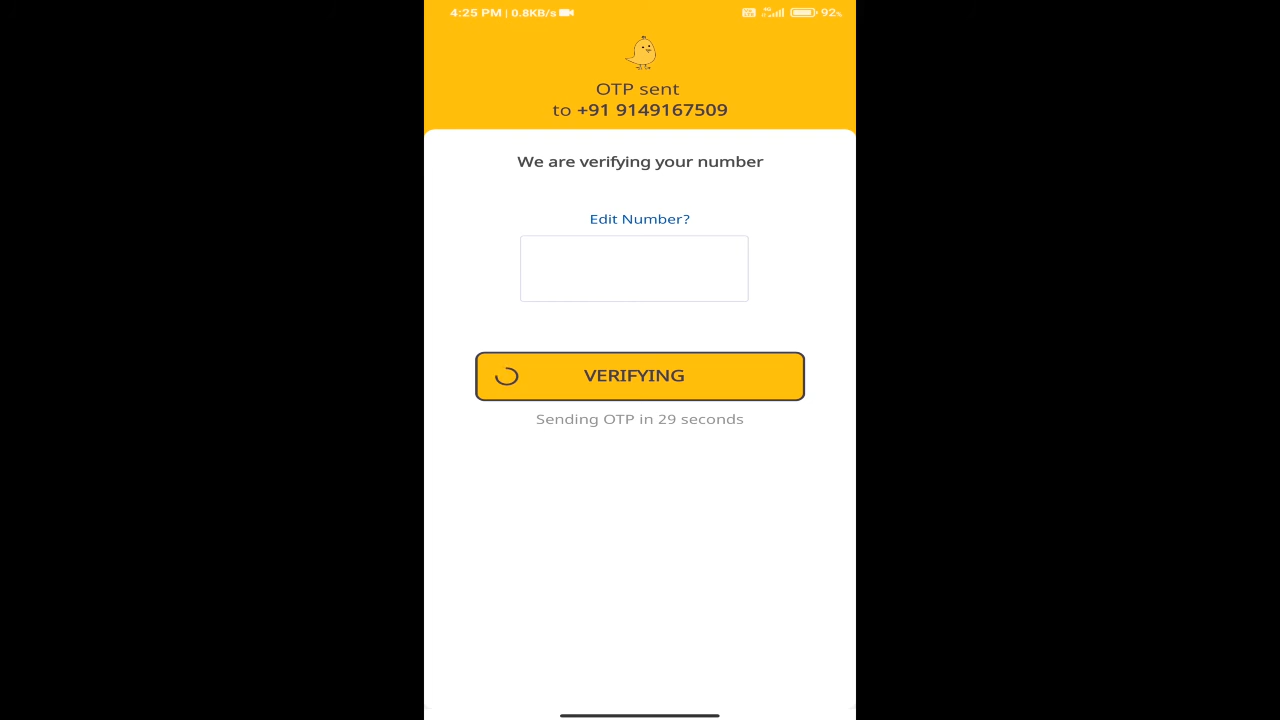 4:25 PM | 0.8KB/s 4G 92%
OTP sent
to +91 9149167509
We are verifying your number
Edit Number?
VERIFYING
Sending OTP in 29 seconds